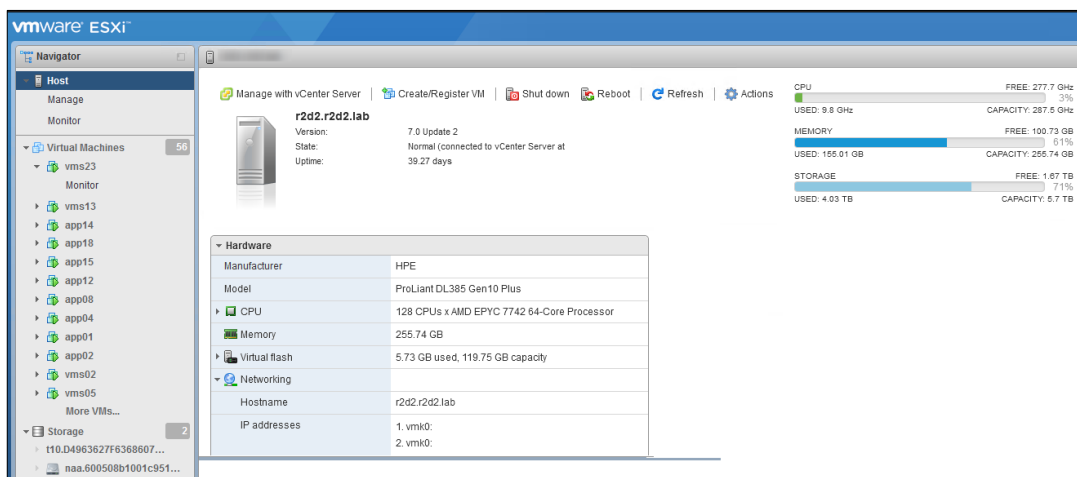 vmware ESXi™
Navigator
Host
Manage
Monitor
Virtual Machines 56
vms23
Monitor
vms13
app14
app18
app15
app12
app08
app04
app01
app02
vms02
vms05
More VMs...
Storage 2
t10.D4963627F6368607...
naa.600508b1001c951...
Manage with vCenter Server | Create/Register VM | Shut down Reboot | Refresh | Actions
r2d2.r2d2.lab
Version: 7.0 Update 2
State: Normal (connected to vCenter Server at
Uptime: 39.27 days
CPU FREE: 277.7 GHz
3%
USED: 9.8 GHz CAPACITY: 287.5 GHz
MEMORY FREE: 100.73 GB
61%
USED: 155.01 GB CAPACITY: 255.74 GB
STORAGE FREE: 1.67 TB
71%
USED: 4.03 TB CAPACITY: 5.7 TB
Hardware
Manufacturer HPE
Model ProLiant DL385 Gen10 Plus
CPU 128 CPUs x AMD EPYC 7742 64-Core Processor
Memory 255.74 GB
Virtual flash 5.73 GB used, 119.75 GB capacity
Networking
Hostname r2d2.r2d2.lab
IP addresses 1. vmk0:
2. vmk0: